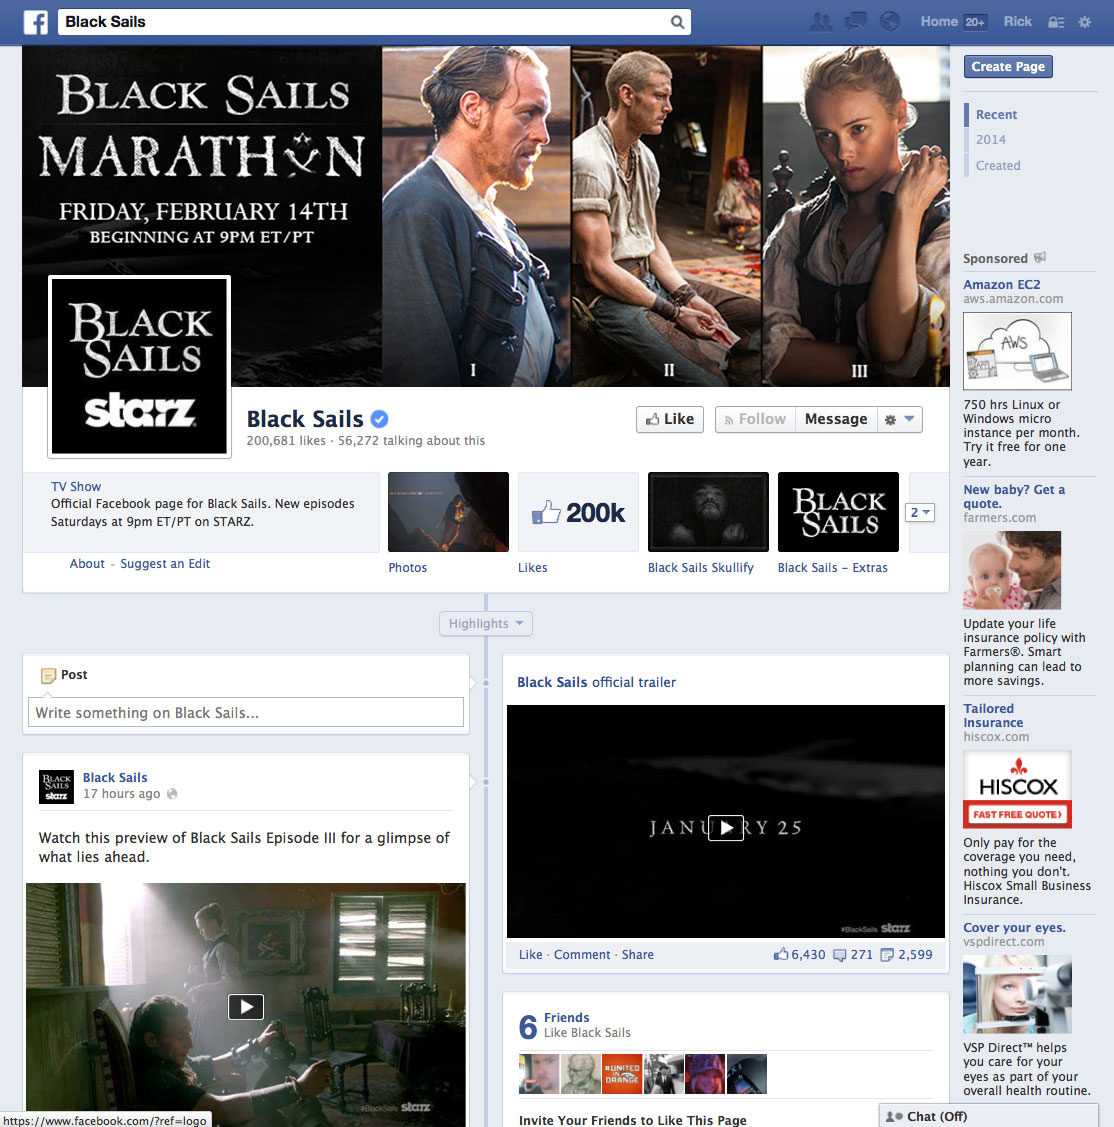 Black Sails
Home 20+ Rick
BLACK SAILS
MARATHON
FRIDAY, FEBRUARY 14TH
BEGINNING AT 9PM ET/PT
I
II
III
BLACK
SAILS
starz
Black Sails
200,681 likes · 56,272 talking about this
Like
Follow
Message
TV Show
Official Facebook page for Black Sails. New episodes
Saturdays at 9pm ET/PT on STARZ.
About - Suggest an Edit
Photos
200k
Likes
Black Sails Skullify
BLACK
SAILS
Black Sails - Extras
2
Highlights
Post
Write something on Black Sails...
BLACK
SAILS
starz
Black Sails
17 hours ago
Watch this preview of Black Sails Episode III for a glimpse of
what lies ahead.
#BlackSails starz
https://www.facebook.com/?ref=logo
Black Sails official trailer
JANUARY 25
#BlackSails starz
Like · Comment · Share
6,430 271 2,599
6 Friends
Like Black Sails
#UNITED
IN
ORANGE
Invite Your Friends to Like This Page
Create Page
Recent
2014
Created
Sponsored
Amazon EC2
aws.amazon.com
AWS
APP
750 hrs Linux or
Windows micro
instance per month.
Try it free for one
year.
New baby? Get a
quote.
farmers.com
Update your life
insurance policy with
Farmers®. Smart
planning can lead to
more savings.
Tailored
Insurance
hiscox.com
HISCOX
FAST FREE QUOTE›
Only pay for the
coverage you need,
nothing you don't.
Hiscox Small Business
Insurance.
Cover your eyes.
vspdirect.com
VSP Direct™ helps
you care for your
eyes as part of your
overall health routine.
Chat (Off)